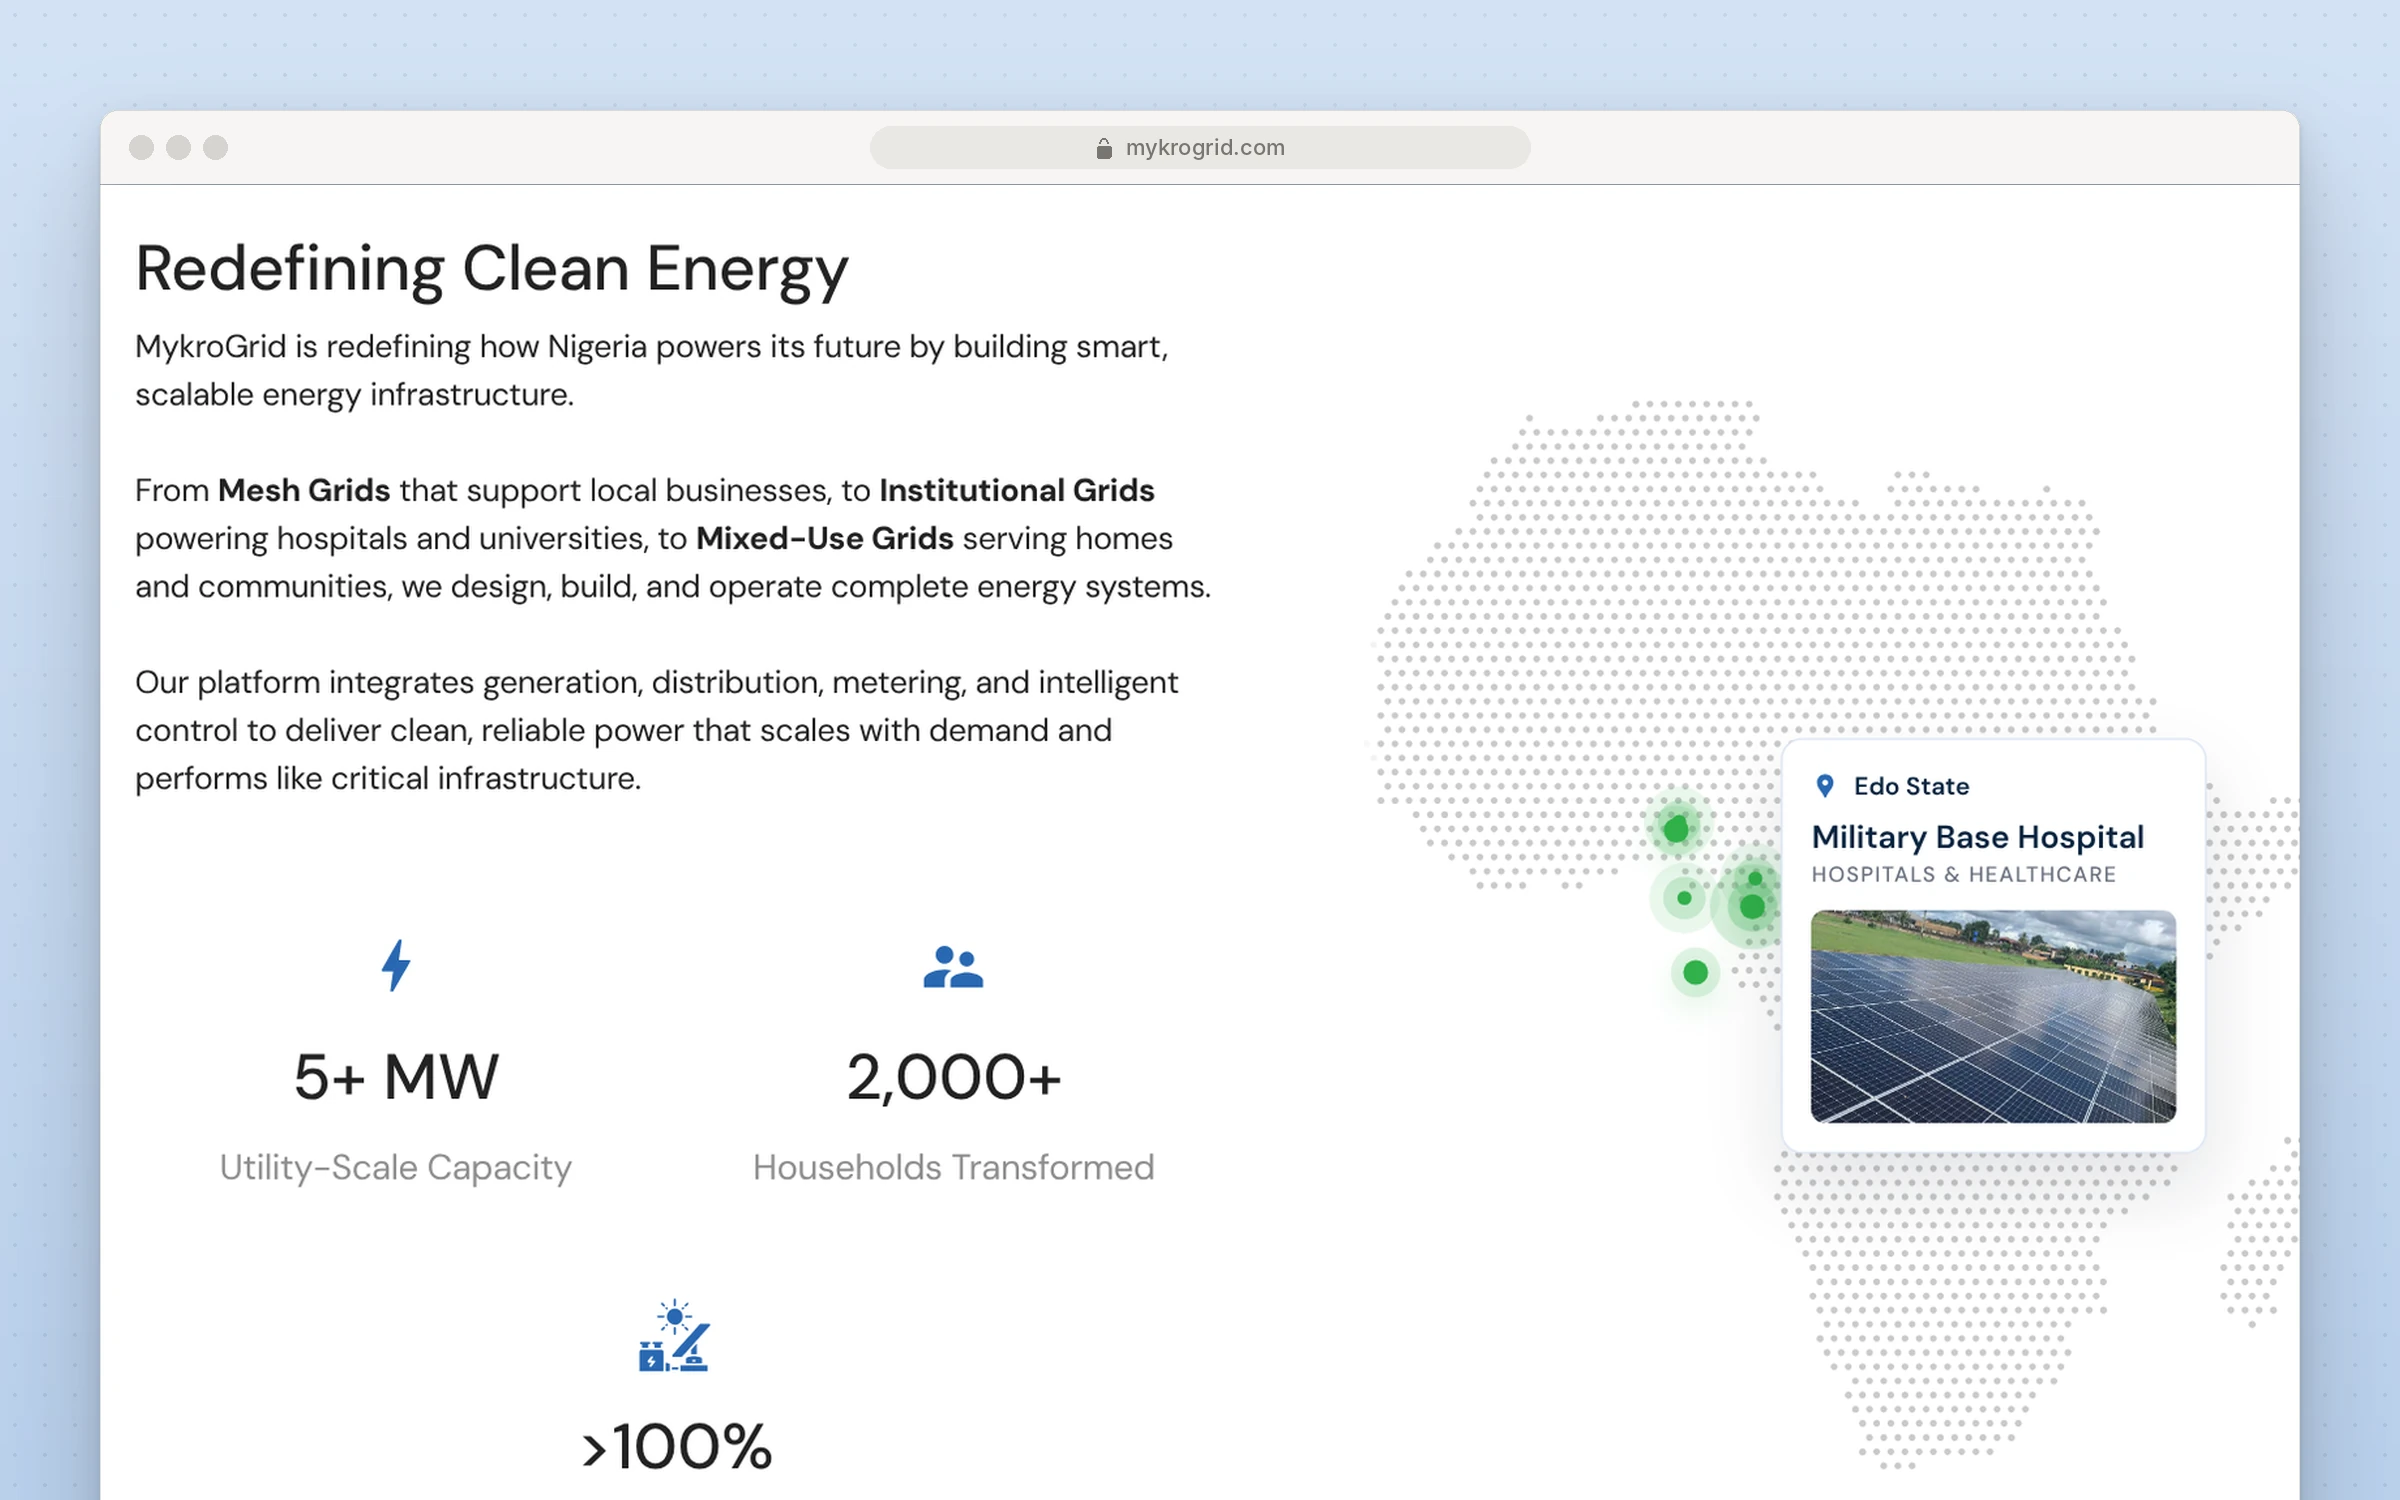 mykrogrid.com
Redefining Clean Energy
MykroGrid is redefining how Nigeria powers its future by building smart,
scalable energy infrastructure.
From Mesh Grids that support local businesses, to Institutional Grids
powering hospitals and universities, to Mixed-Use Grids serving homes
and communities, we design, build, and operate complete energy systems.
Our platform integrates generation, distribution, metering, and intelligent
control to deliver clean, reliable power that scales with demand and
performs like critical infrastructure.
5+ MW
Utility-Scale Capacity
2,000+
Households Transformed
>100%
Edo State
Military Base Hospital
HOSPITALS & HEALTHCARE